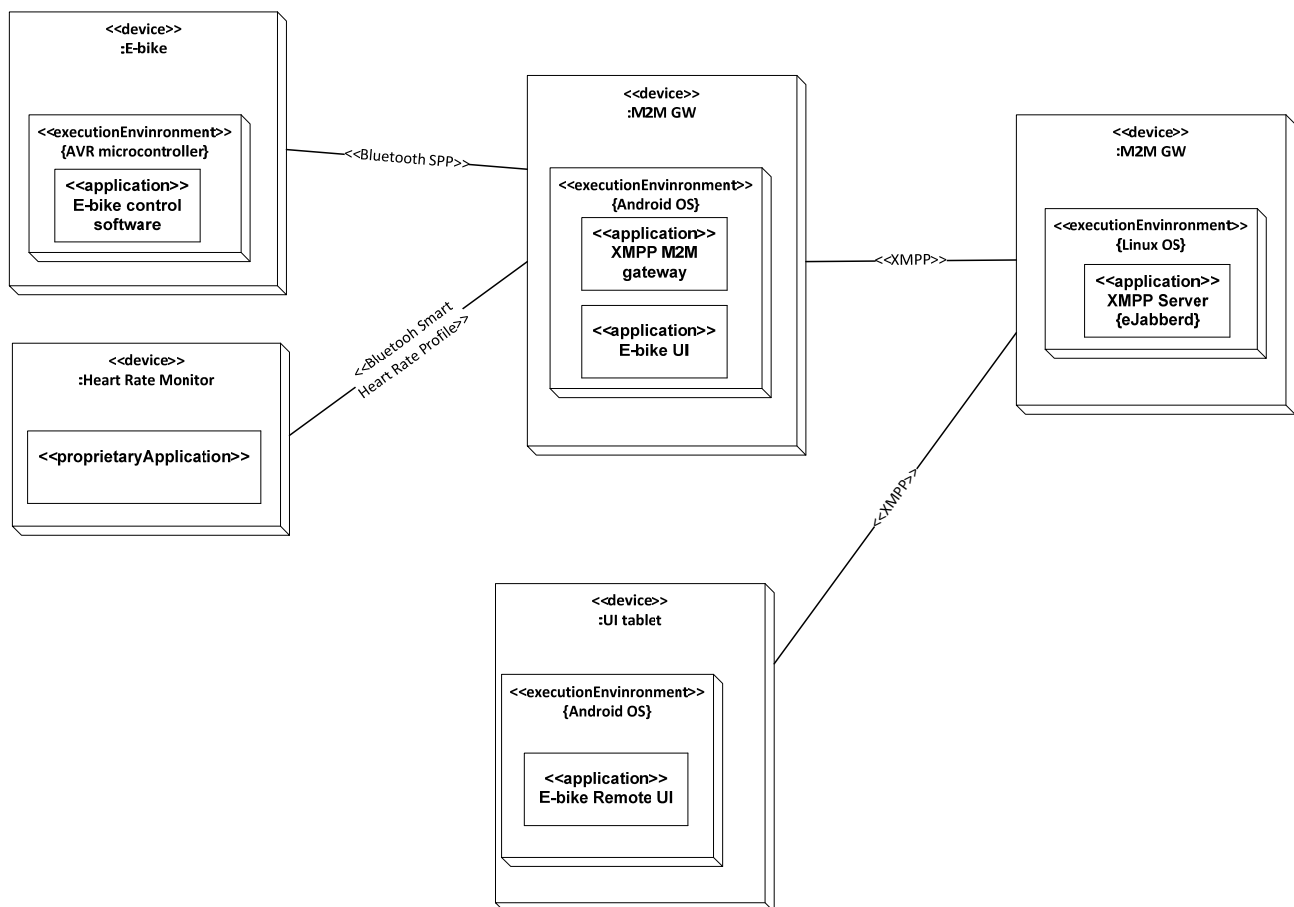 <<device>>
:E-bike
<<executionEnvinronment>>
{AVR microcontroller}
<<application>>
E-bike control
software
<<Bluetooth SPP>>
<<device>>
:M2M GW
<<executionEnvinronment>>
{Android OS}
<<application>>
XMPP M2M
gateway
<<application>>
E-bike UI
<<XMPP>>
<<device>>
:M2M GW
<<executionEnvinronment>>
{Linux OS}
<<application>>
XMPP Server
{eJabberd}
<<device>>
:Heart Rate Monitor
<<proprietaryApplication>>
<<Bluetooh Smart
Heart Rate Profile>>
<<XMPP>>
<<device>>
:UI tablet
<<executionEnvinronment>>
{Android OS}
<<application>>
E-bike Remote UI